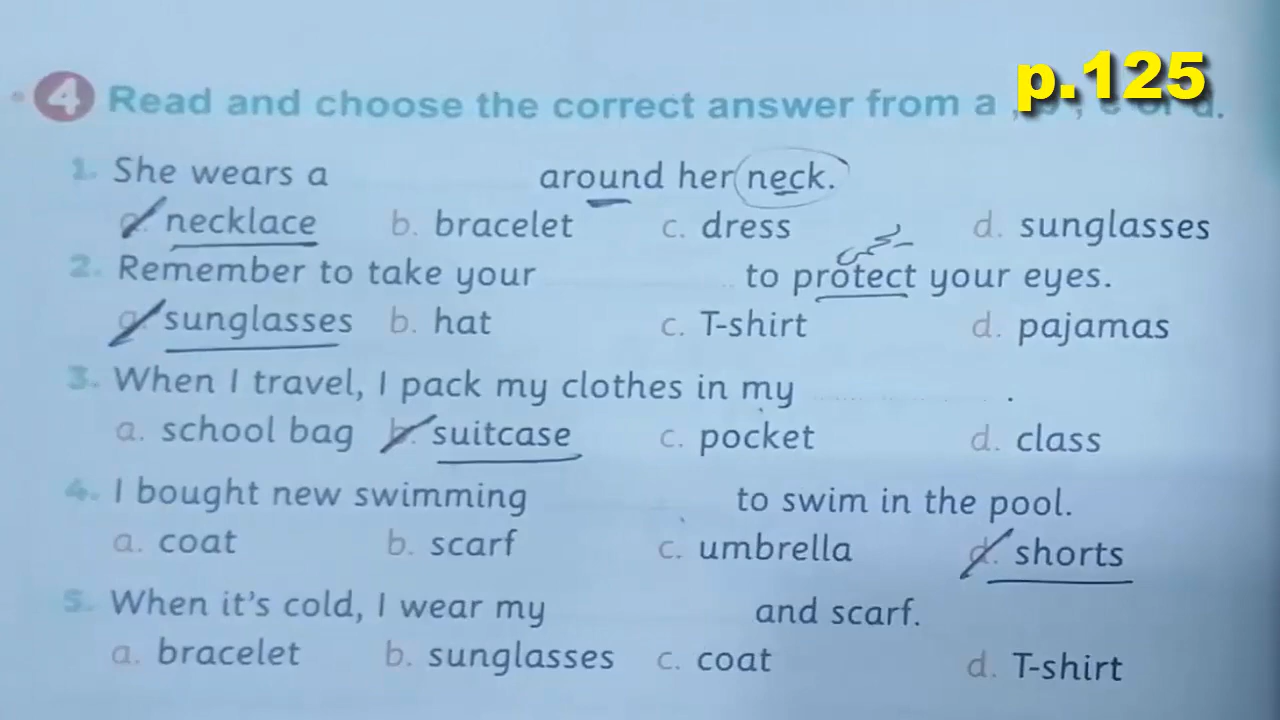 p.125
4 Read and choose the correct answer from a , b , c or d.
1. She wears a around her neck.
a. necklace b. bracelet c. dress d. sunglasses
2. Remember to take your to protect your eyes.
a. sunglasses b. hat c. T-shirt d. pajamas
3. When I travel, I pack my clothes in my .
a. school bag b. suitcase c. pocket d. class
4. I bought new swimming to swim in the pool.
a. coat b. scarf c. umbrella d. shorts
5. When it's cold, I wear my and scarf.
a. bracelet b. sunglasses c. coat d. T-shirt